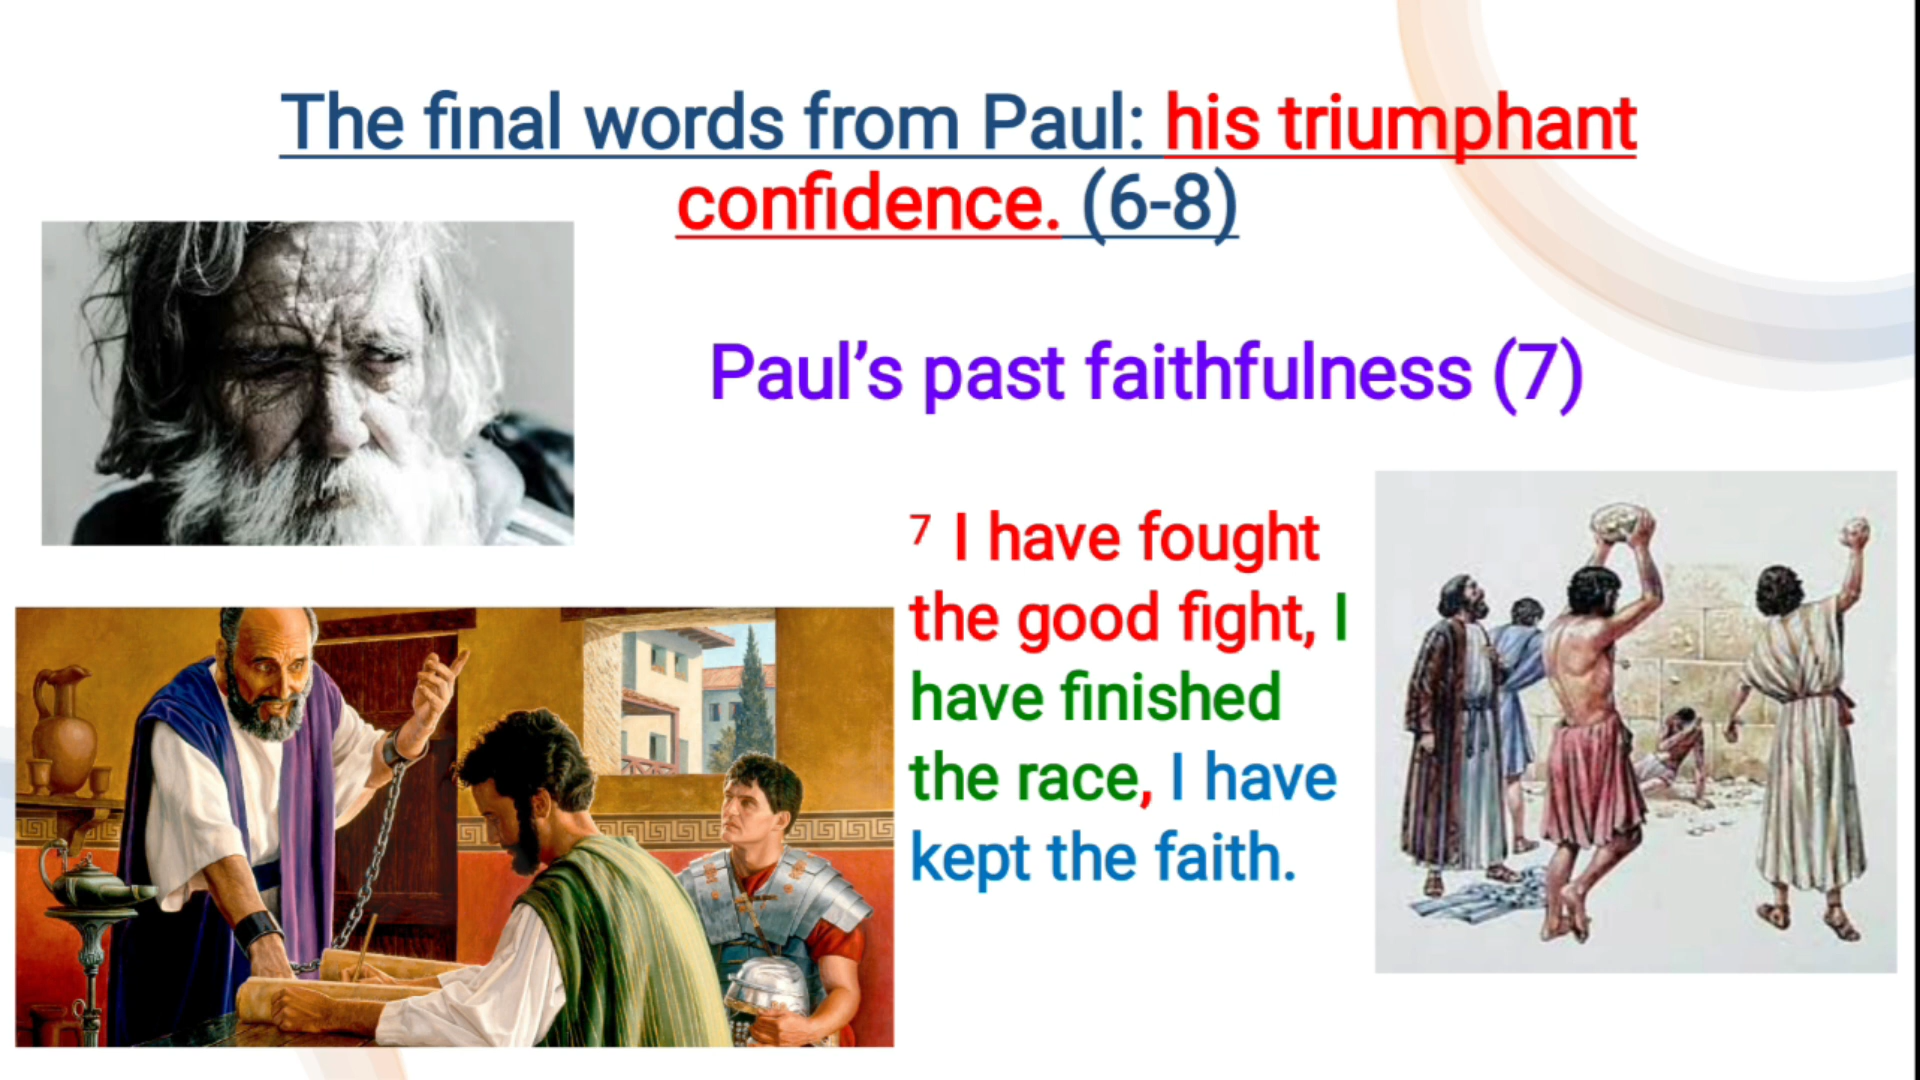 The final words from Paul: his triumphant
confidence. (6-8)
Paul’s past faithfulness (7)
7 I have fought
the good fight, I
have finished
the race, I have
kept the faith.